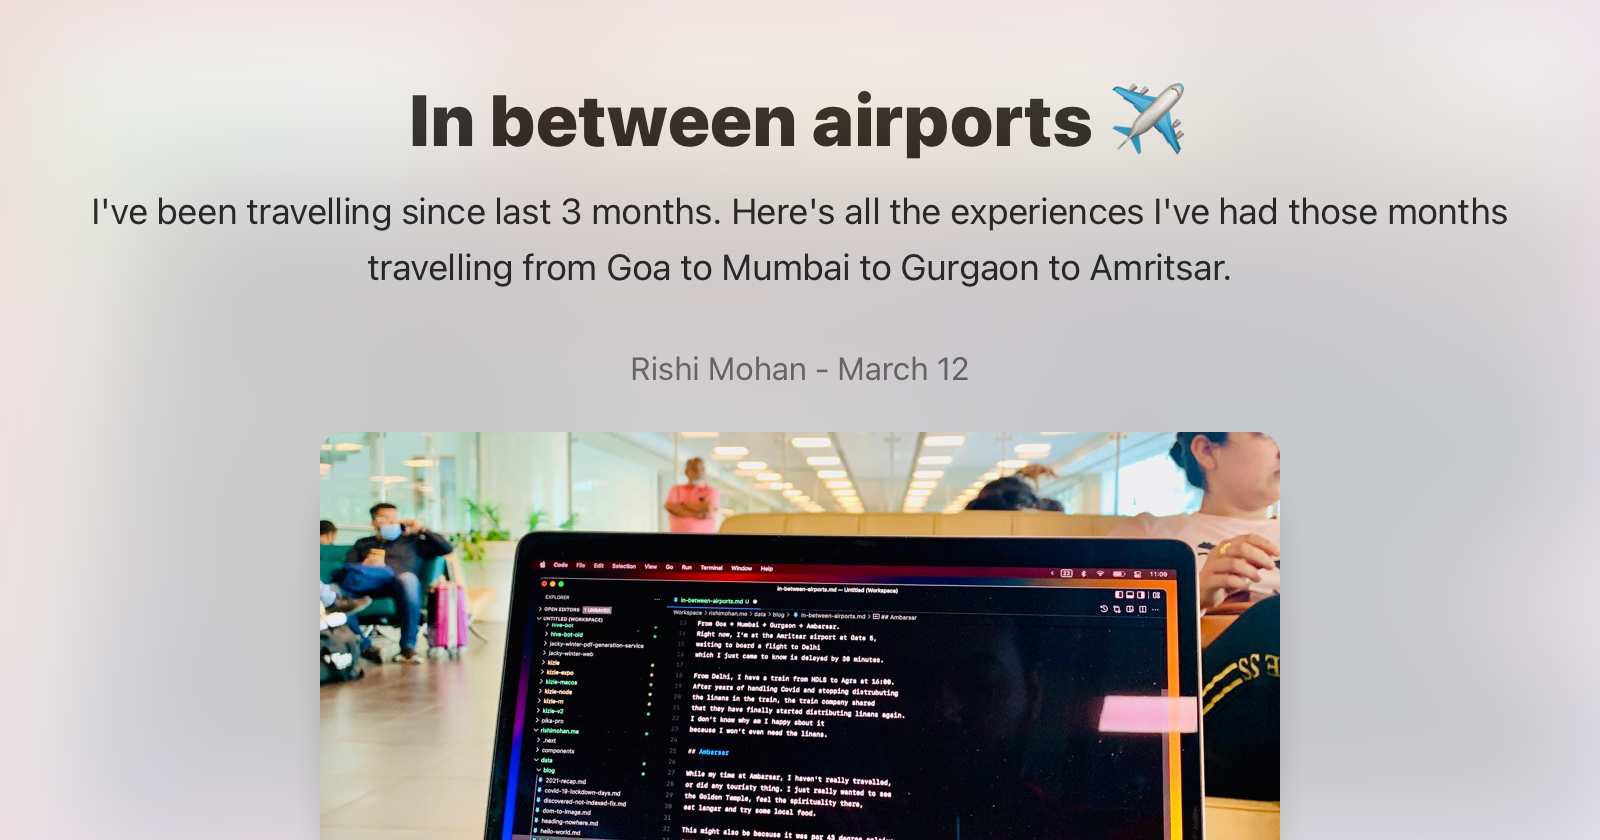 In between airports ✈️
I've been travelling since last 3 months. Here's all the experiences I've had those months
travelling from Goa to Mumbai to Gurgaon to Amritsar.
Rishi Mohan - March 12
Code File Edit Selection View Go Run Terminal Window Help
22 11:09
in-between-airports.md — Untitled (Workspace)
EXPLORER
OPEN EDITORS 1 UNSAVED
UNTITLED (WORKSPACE)
hive-bot
hive-bot-old
jacky-winter-pdf-generation-service
jacky-winter-web
kizie
kizie-expo
kizie-macos
kizie-node
kizie-rn
kizie-v2
pika-pro
rishimohan.me
.next
components
data
blog
2021-recap.md
covid-19-lockdown-days.md
discovered-not-indexed-fix.md
dom-to-image.md
heading-nowhere.md
hello-world.md
in-between-airports.md U
Workspace > rishimohan.me > data > blog > in-between-airports.md > ## Ambarsar
13 From Goa → Mumbai → Gurgaon → Ambarsar.
14 Right now, I'm at the Amritsar airport at Gate 5,
15 waiting to board a flight to Delhi
16 which I just came to know is delayed by 30 minutes.
17
18 From Delhi, I have a train from NDLS to Agra at 16:00.
19 After years of handling Covid and stopping distrubuting
20 the linens in the train, the train company shared
21 that they have finally started distributing linens again.
22 I don't know why am I happy about it
23 because I won't even need the linens.
24
25 ## Ambarsar
26
27 While my time at Ambarsar, I haven't really travelled,
28 or did any touristy thing. I just really wanted to see
29 the Golden Temple, feel the spirituality there,
30 eat langar and try some local food.
31
32 This might also be because it was per 43 degree